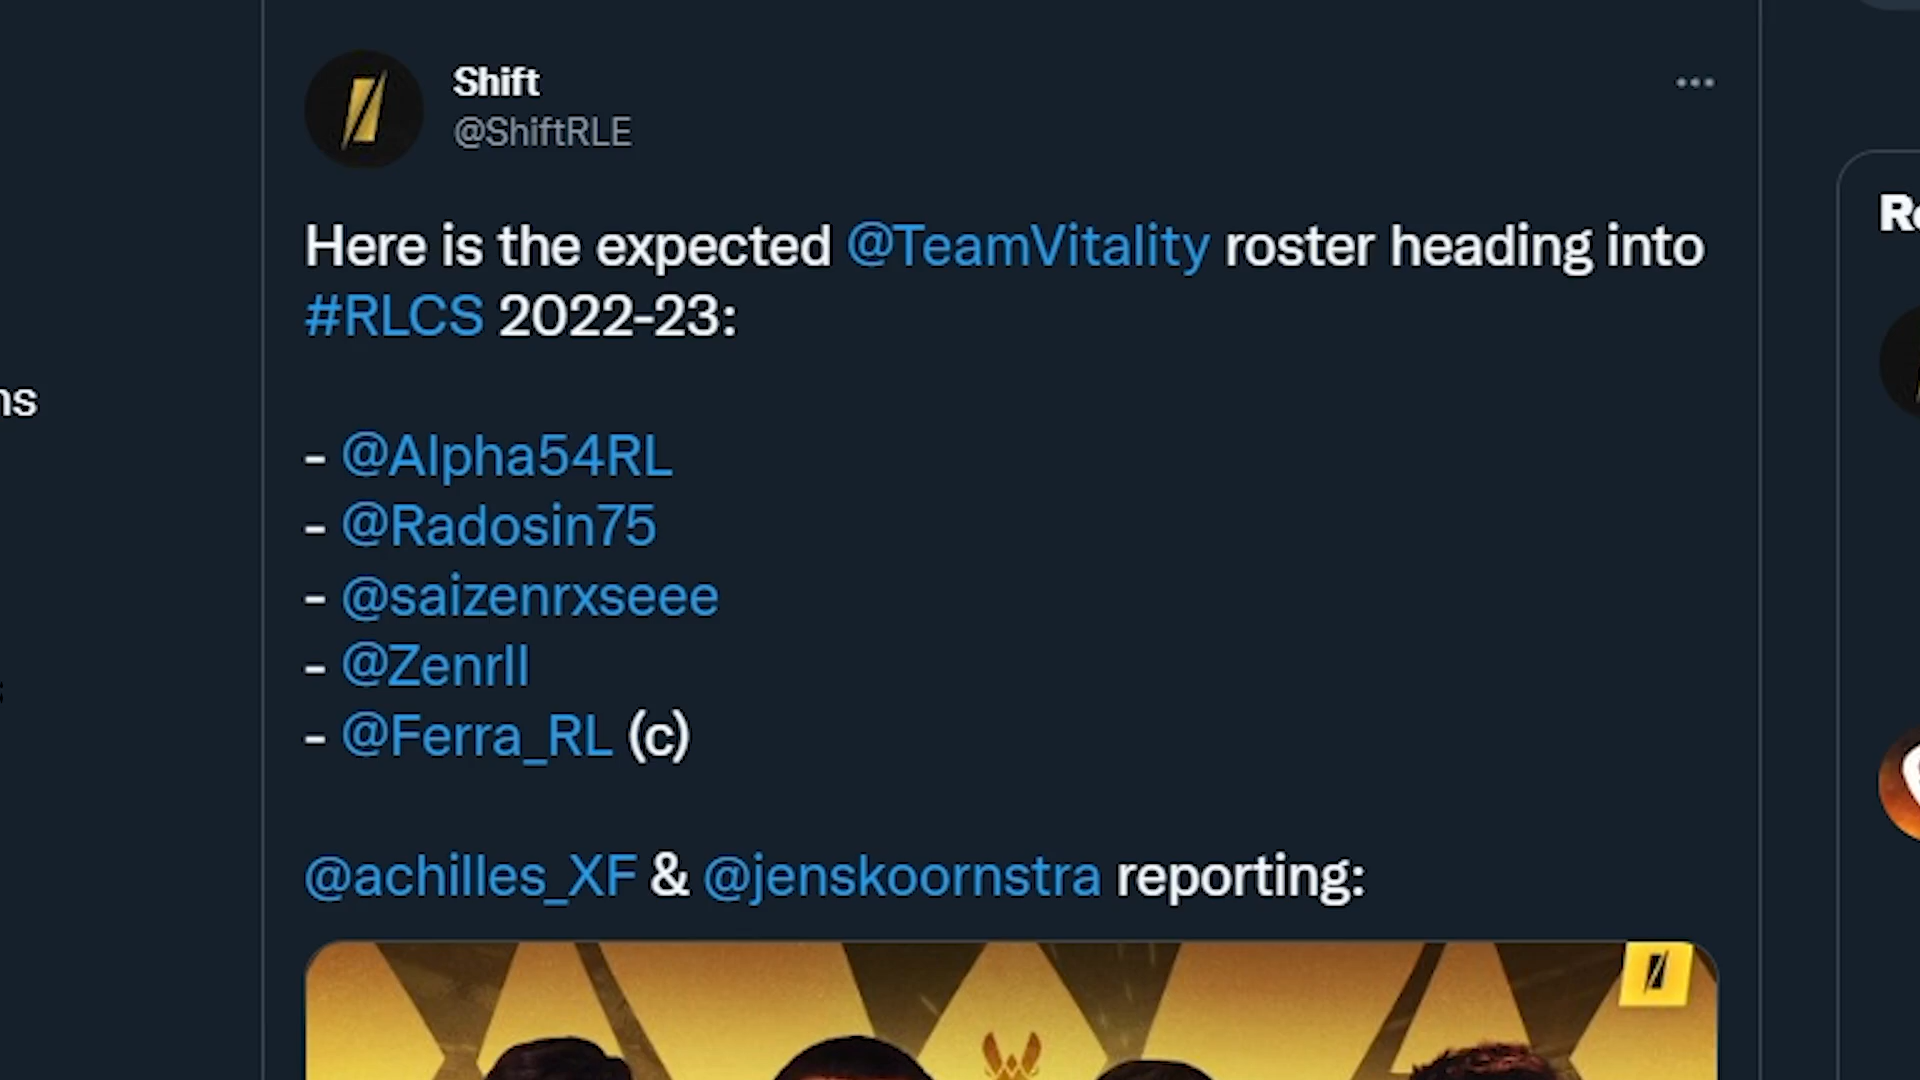 Shift
@ShiftRLE
Here is the expected @TeamVitality roster heading into
#RLCS 2022-23:
- @Alpha54RL
- @Radosin75
- @saizenrxseee
- @Zenrll
- @Ferra_RL (c)
@achilles_XF & @jenskoornstra reporting: